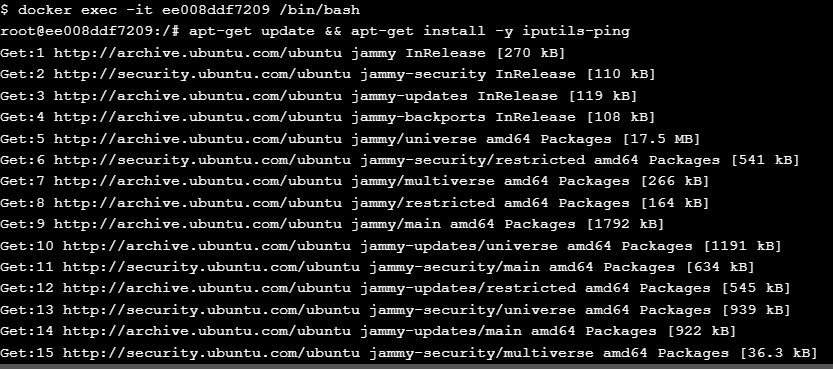 $ docker exec -it ee008ddf7209 /bin/bash
root@ee008ddf7209:/# apt-get update && apt-get install -y iputils-ping
Get:1 http://archive.ubuntu.com/ubuntu jammy InRelease [270 kB]
Get:2 http://security.ubuntu.com/ubuntu jammy-security InRelease [110 kB]
Get:3 http://archive.ubuntu.com/ubuntu jammy-updates InRelease [119 kB]
Get:4 http://archive.ubuntu.com/ubuntu jammy-backports InRelease [108 kB]
Get:5 http://archive.ubuntu.com/ubuntu jammy/universe amd64 Packages [17.5 MB]
Get:6 http://security.ubuntu.com/ubuntu jammy-security/restricted amd64 Packages [541 kB]
Get:7 http://archive.ubuntu.com/ubuntu jammy/multiverse amd64 Packages [266 kB]
Get:8 http://archive.ubuntu.com/ubuntu jammy/restricted amd64 Packages [164 kB]
Get:9 http://archive.ubuntu.com/ubuntu jammy/main amd64 Packages [1792 kB]
Get:10 http://archive.ubuntu.com/ubuntu jammy-updates/universe amd64 Packages [1191 kB]
Get:11 http://security.ubuntu.com/ubuntu jammy-security/main amd64 Packages [634 kB]
Get:12 http://archive.ubuntu.com/ubuntu jammy-updates/restricted amd64 Packages [545 kB]
Get:13 http://security.ubuntu.com/ubuntu jammy-security/universe amd64 Packages [939 kB]
Get:14 http://archive.ubuntu.com/ubuntu jammy-updates/main amd64 Packages [922 kB]
Get:15 http://security.ubuntu.com/ubuntu jammy-security/multiverse amd64 Packages [36.3 kB]